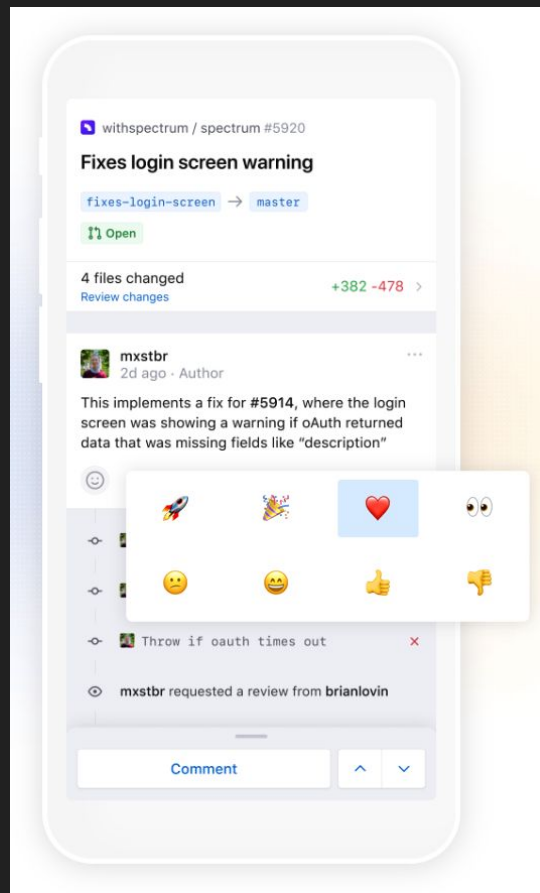 withspectrum / spectrum #5920
Fixes login screen warning
fixes-login-screen → master
Open
4 files changed
+382 -478
Review changes
mxstbr
2d ago · Author
This implements a fix for #5914, where the login
screen was showing a warning if oAuth returned
data that was missing fields like “description”
Throw if oauth times out
mxstbr requested a review from brianlovin
Comment